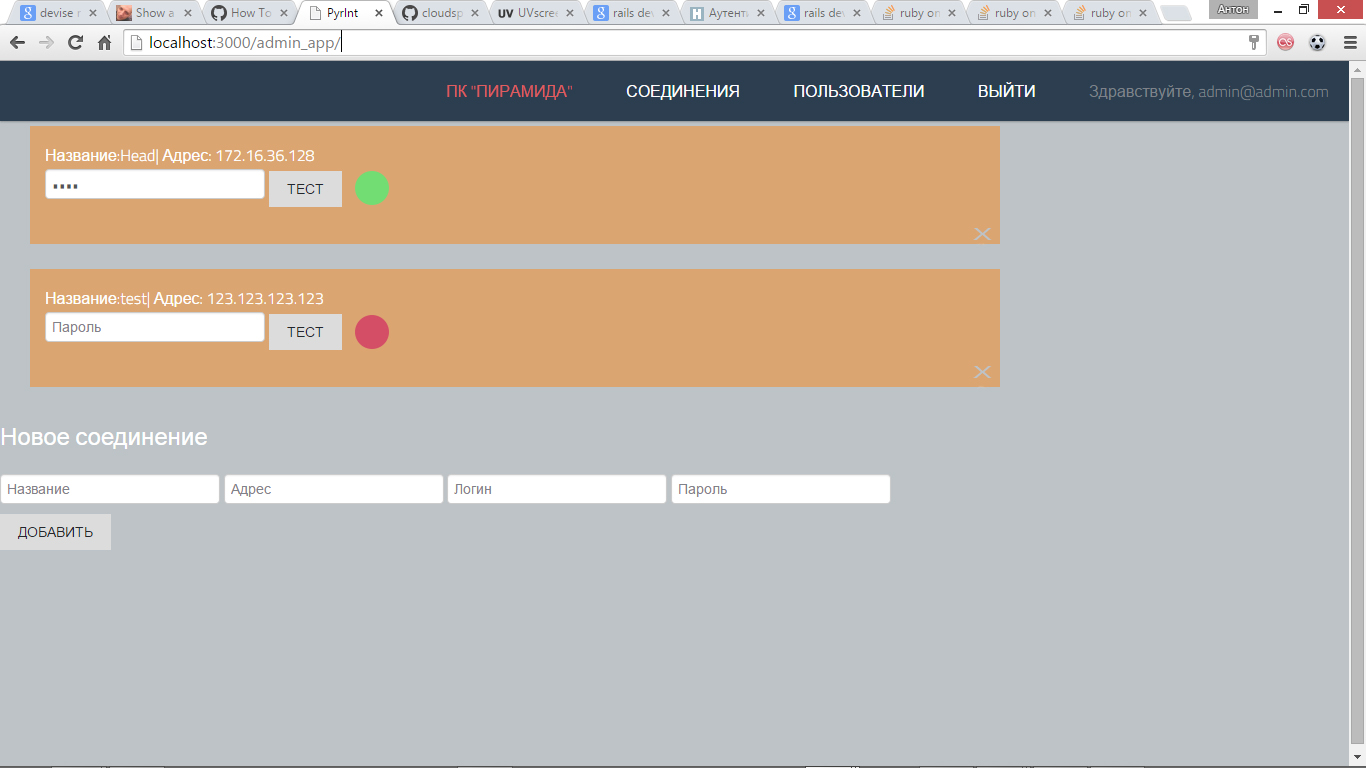 devise r
Show a
How To
PyrInt
cloudsp
UVscree
rails dev
Аутент
rails dev
ruby on
ruby on
ruby on
Антон
localhost:3000/admin_app/
ПК "ПИРАМИДА" СОЕДИНЕНИЯ ПОЛЬЗОВАТЕЛИ ВЫЙТИ Здравствуйте, admin@admin.com
Название:Head| Адрес: 172.16.36.128
•••• ТЕСТ
Название:test| Адрес: 123.123.123.123
Пароль ТЕСТ
Новое соединение
Название Адрес Логин Пароль
ДОБАВИТЬ